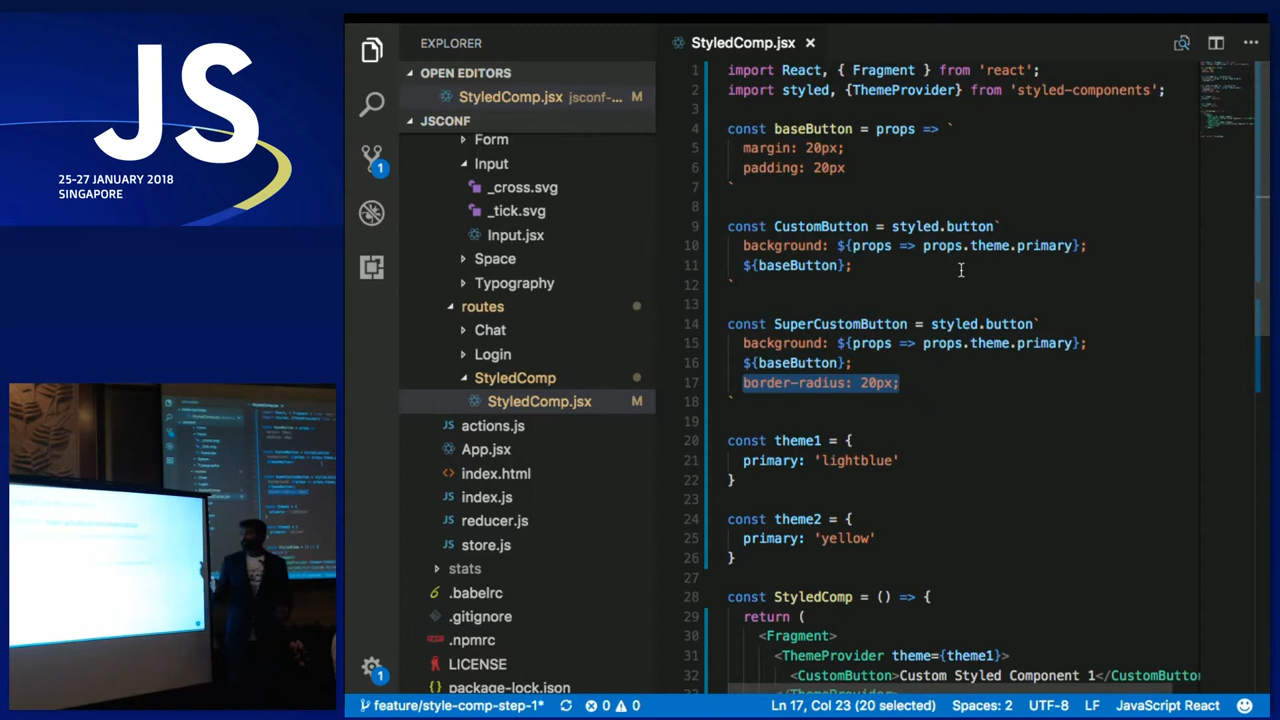 JS
25-27 JANUARY 2018
SINGAPORE
EXPLORER
OPEN EDITORS
StyledComp.jsx jsconf-... M
JSCONF
Form
Input
_cross.svg
_tick.svg
Input.jsx
Space
Typography
routes
Chat
Login
StyledComp
StyledComp.jsx M
actions.js
App.jsx
index.html
index.js
reducer.js
store.js
stats
.babelrc
.gitignore
.npmrc
LICENSE
package-lock.json
1
1
StyledComp.jsx
1 import React, { Fragment } from 'react';
2 import styled, {ThemeProvider} from 'styled-components';
3
4 const baseButton = props => `
5 margin: 20px;
6 padding: 20px
7 `
8
9 const CustomButton = styled.button`
10 background: ${props => props.theme.primary};
11 ${baseButton};
12 `
13
14 const SuperCustomButton = styled.button`
15 background: ${props => props.theme.primary};
16 ${baseButton};
17 border-radius: 20px;
18 `
19
20 const theme1 = {
21 primary: 'lightblue'
22 }
23
24 const theme2 = {
25 primary: 'yellow'
26 }
27
28 const StyledComp = () => {
29 return (
30 <Fragment>
31 <ThemeProvider theme={theme1}>
32 <CustomButton>Custom Styled Component 1</CustomButto
</ThemeProvider>
feature/style-comp-step-1* 0 0 Ln 17, Col 23 (20 selected) Spaces: 2 UTF-8 LF JavaScript React